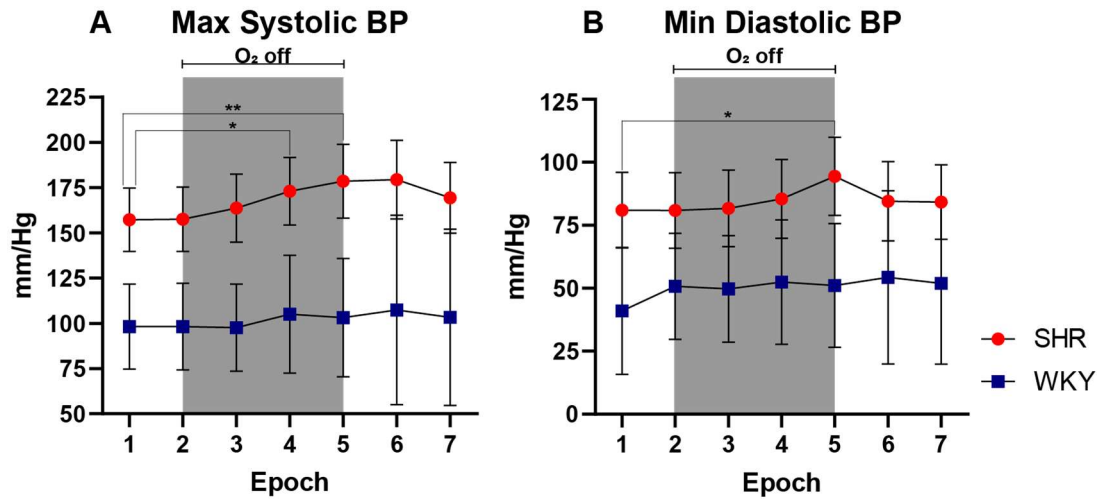 A Max Systolic BP
O₂ off
225
200
175
150
125
100
75
50
mm/Hg
**
*
1 2 3 4 5 6 7
Epoch
B Min Diastolic BP
O₂ off
125
100
75
50
25
0
mm/Hg
*
1 2 3 4 5 6 7
Epoch
SHR
WKY